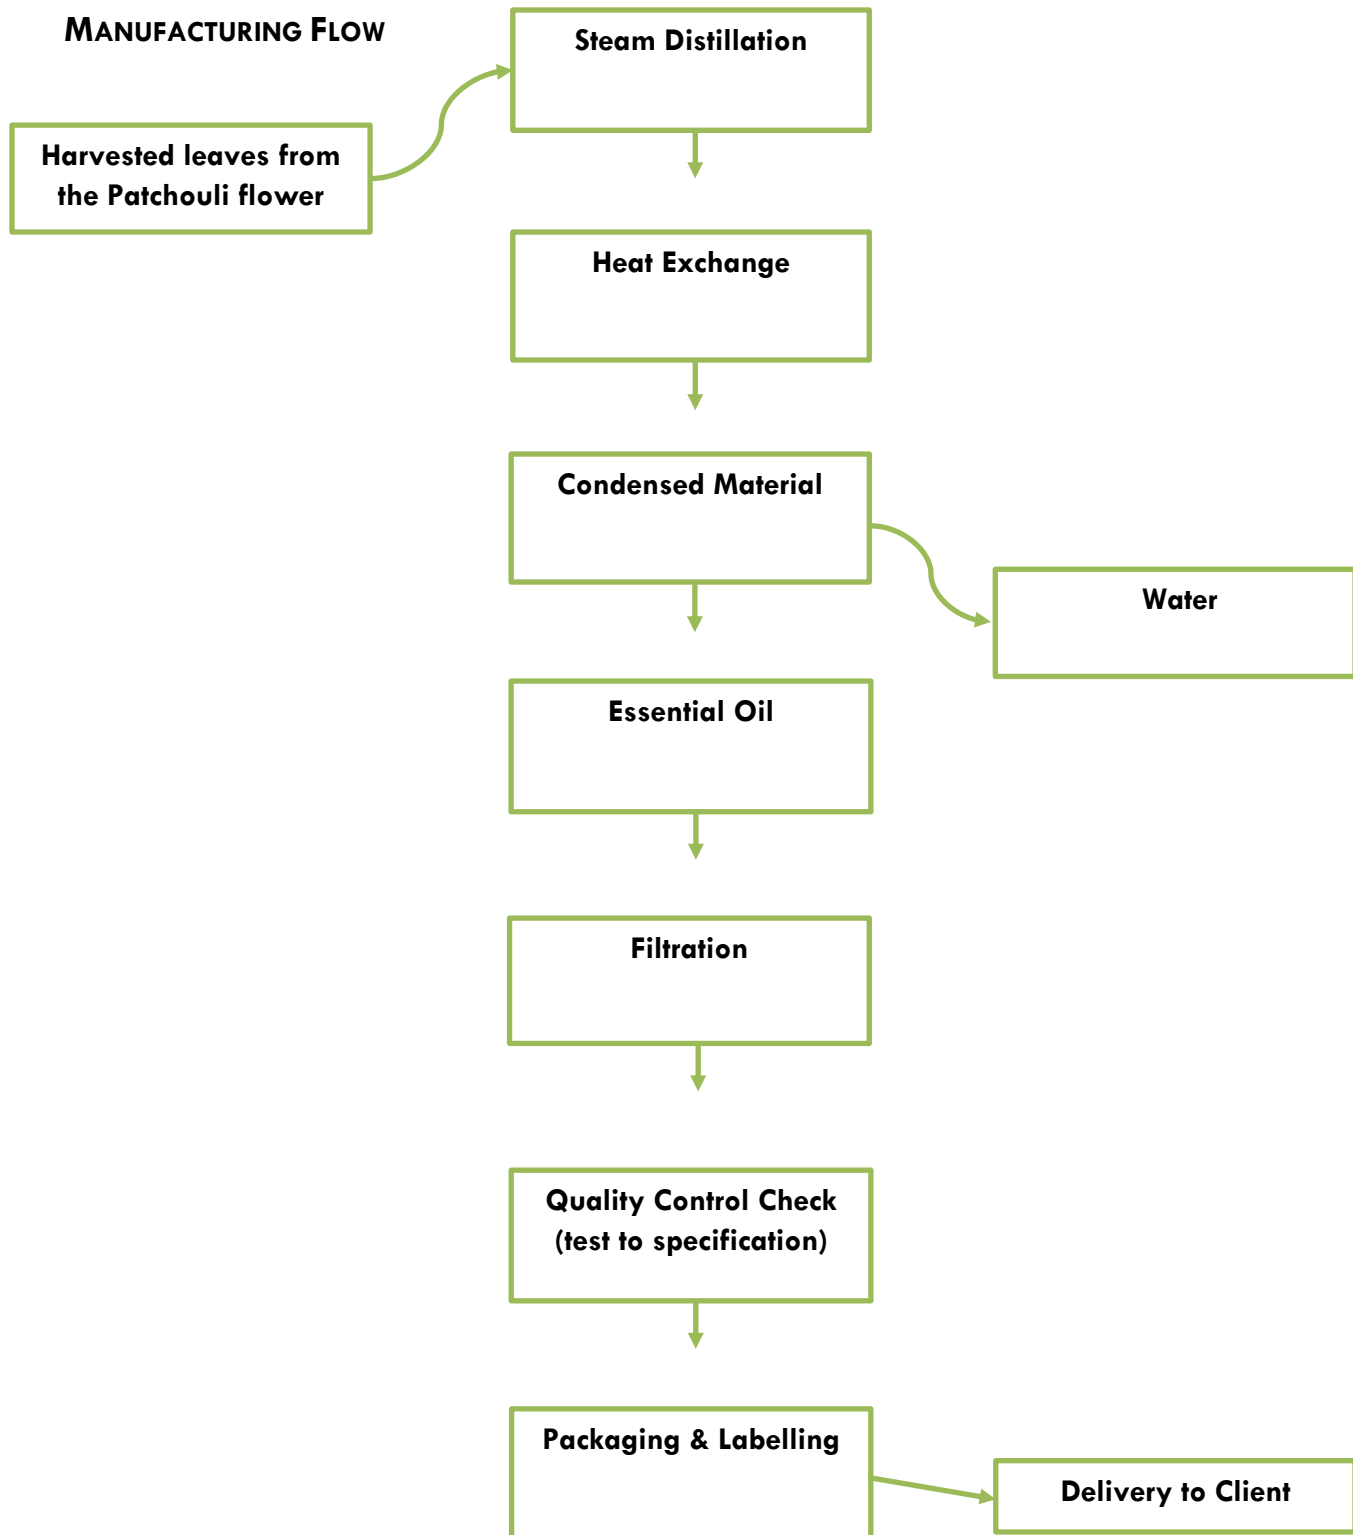 MANUFACTURING FLOW
Steam Distillation
Harvested leaves from
the Patchouli flower
Heat Exchange
Condensed Material
Water
Essential Oil
Filtration
Quality Control Check
(test to specification)
Packaging & Labelling
Delivery to Client